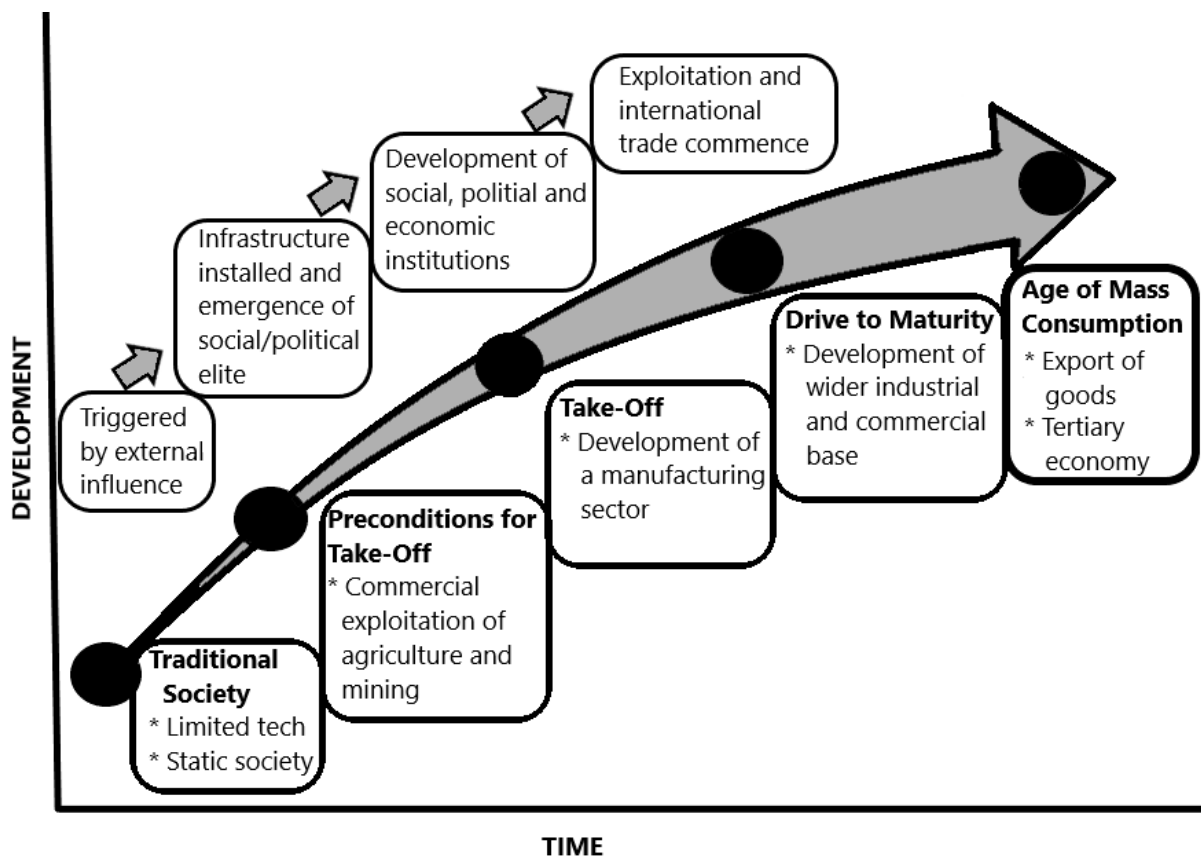 Exploitation and
international
trade commence
Development of
social, politial and
economic
institutions
Infrastructure
installed and
emergence of
social/political
elite
Triggered
by external
influence
DEVELOPMENT
Traditional
Society
* Limited tech
* Static society
Preconditions for
Take-Off
* Commercial
exploitation of
agriculture and
mining
Take-Off
* Development of
a manufacturing
sector
Drive to Maturity
* Development of
wider industrial
and commercial
base
Age of Mass
Consumption
* Export of
goods
* Tertiary
economy
TIME